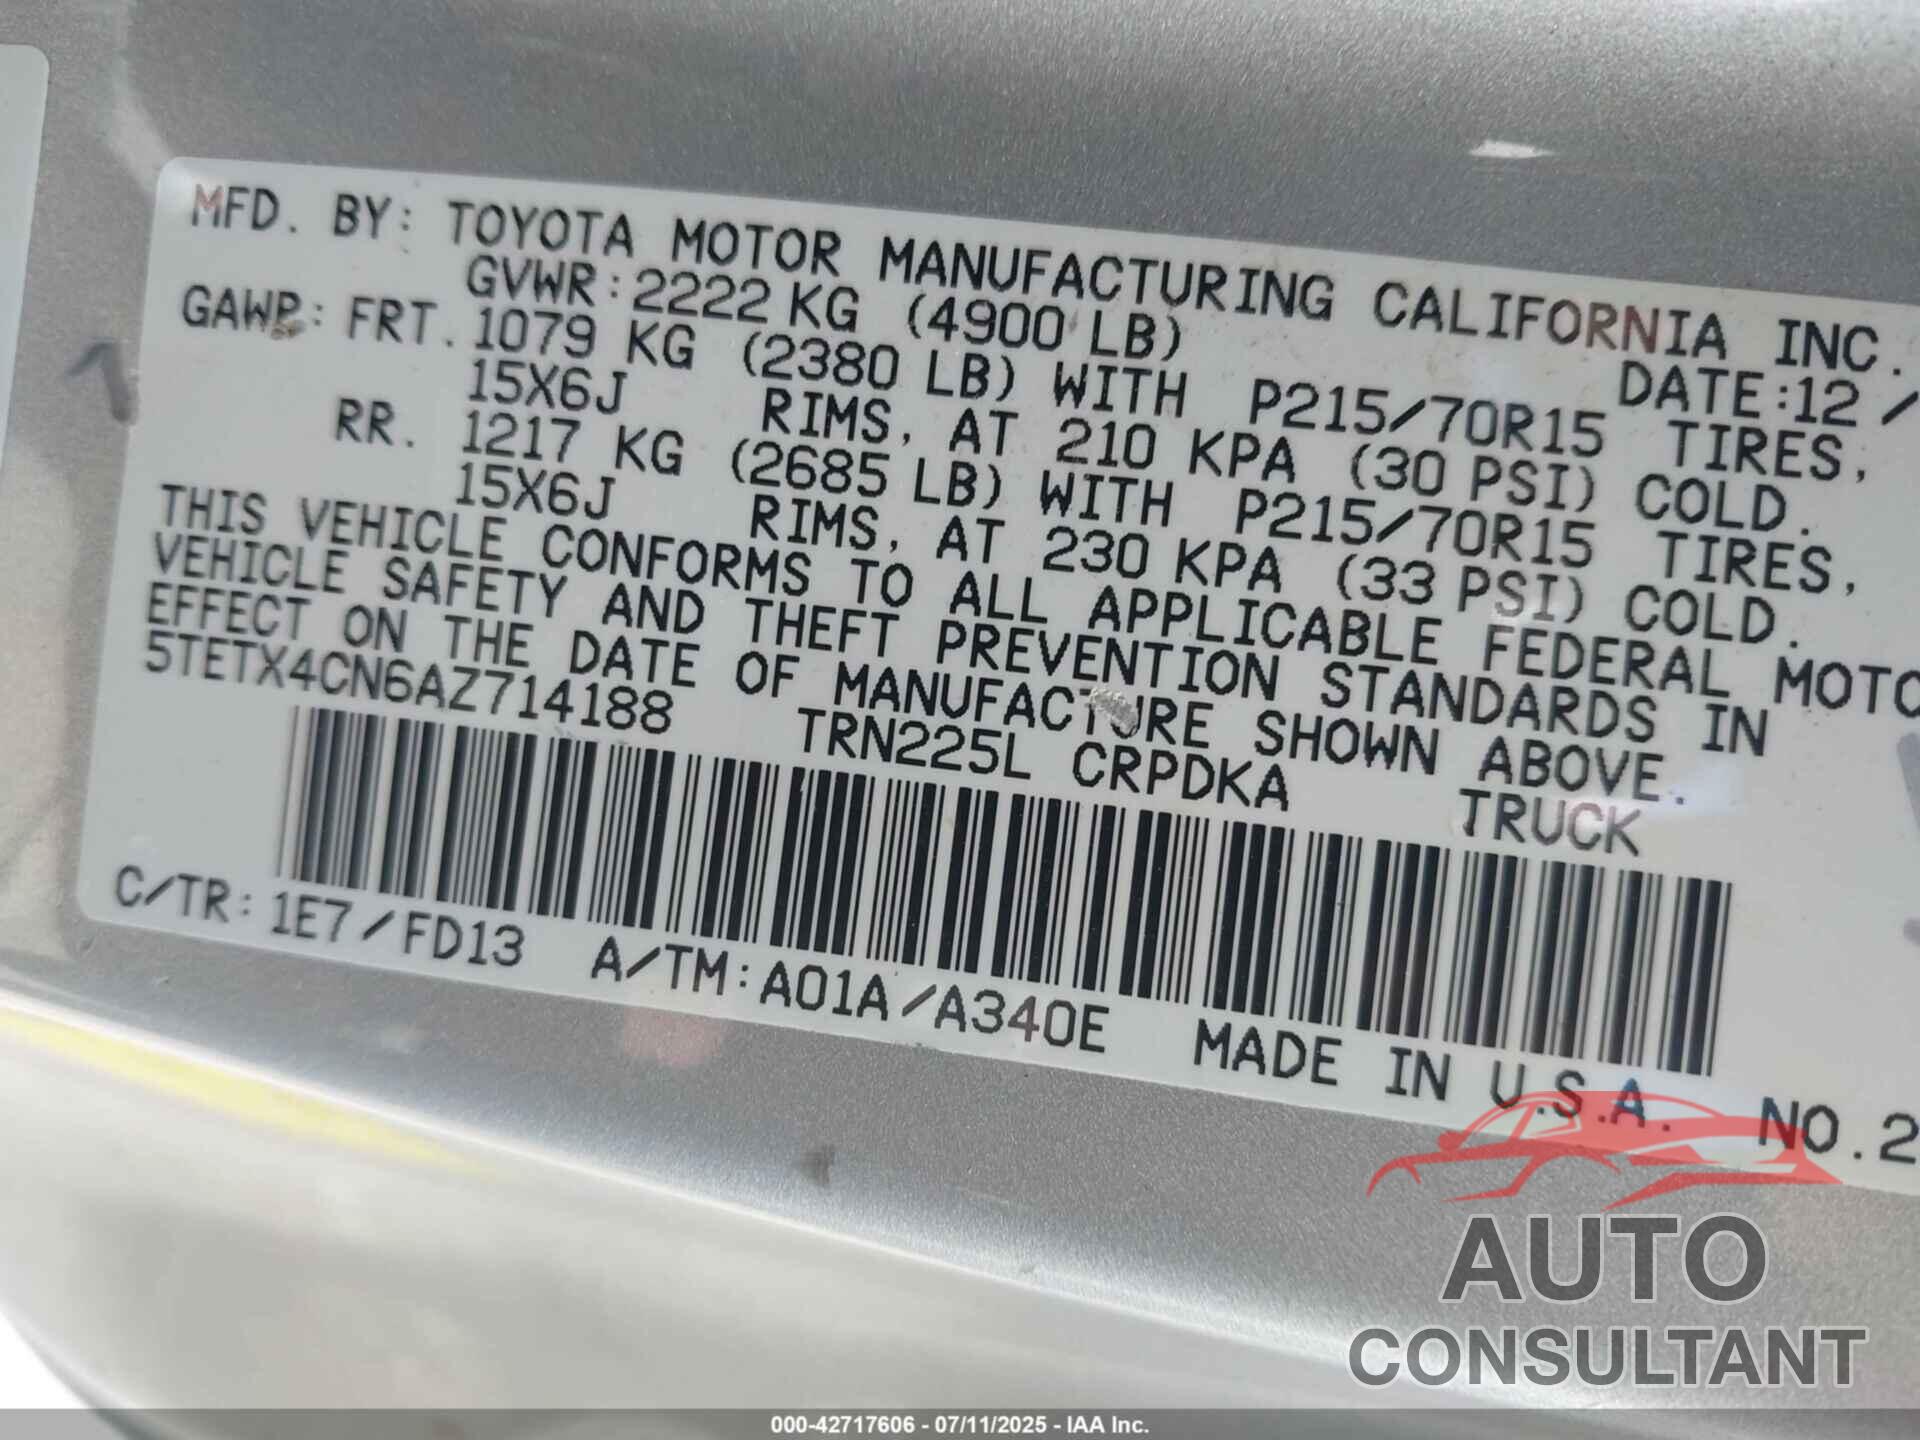 MFD. BY: TOYOTA MOTOR MANUFACTURING CALIFORNIA INC.
GVWR: 2222 KG (4900 LB) DATE: 12 /
GAWR: FRT. 1079 KG (2380 LB) WITH P215/70R15 TIRES,
15X6J RIMS, AT 210 KPA (30 PSI) COLD.
RR. 1217 KG (2685 LB) WITH P215/70R15 TIRES,
15X6J RIMS, AT 230 KPA (33 PSI) COLD.
THIS VEHICLE CONFORMS TO ALL APPLICABLE FEDERAL MOTO
VEHICLE SAFETY AND THEFT PREVENTION STANDARDS IN
EFFECT ON THE DATE OF MANUFACTURE SHOWN ABOVE.
5TETX4CN6AZ714188 TRN225L CRPDKA TRUCK
C/TR: 1E7/FD13 A/TM: A01A/A340E MADE IN U.S.A. NO.2
AUTO
CONSULTANT
000-42717606 - 07/11/2025 - IAA Inc.